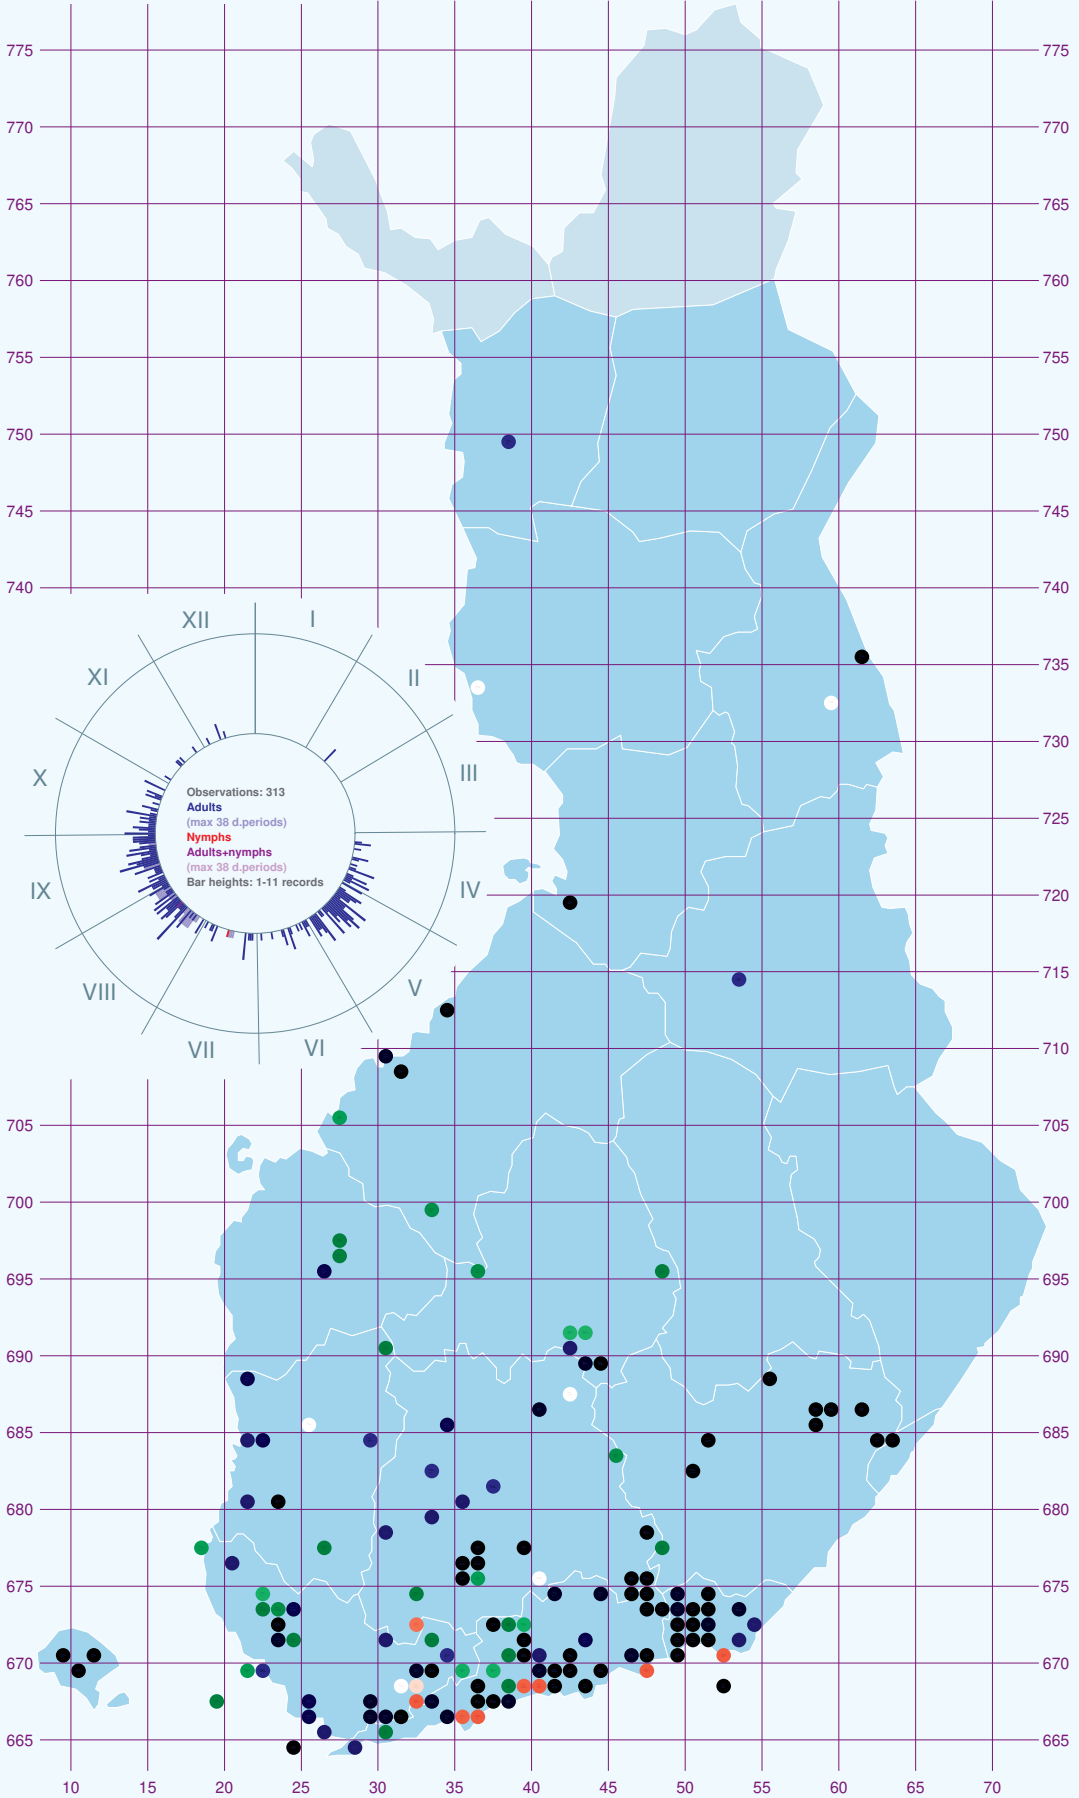 775 775
770 770
765 765
760 760
755 755
750 750
745 745
740 740
XII I
735
XI II
730
X III
Observations: 313
Adults
(max 38 d.periods)
Nymphs
Adults+nymphs
(max 38 d.periods)
Bar heights: 1-11 records
725
IX IV
720
VIII V
715
VII VI
710
705 705
700 700
695 695
690 690
685 685
680 680
675 675
670 670
665 665
10 15 20 25 30 35 40 45 50 55 60 65 70